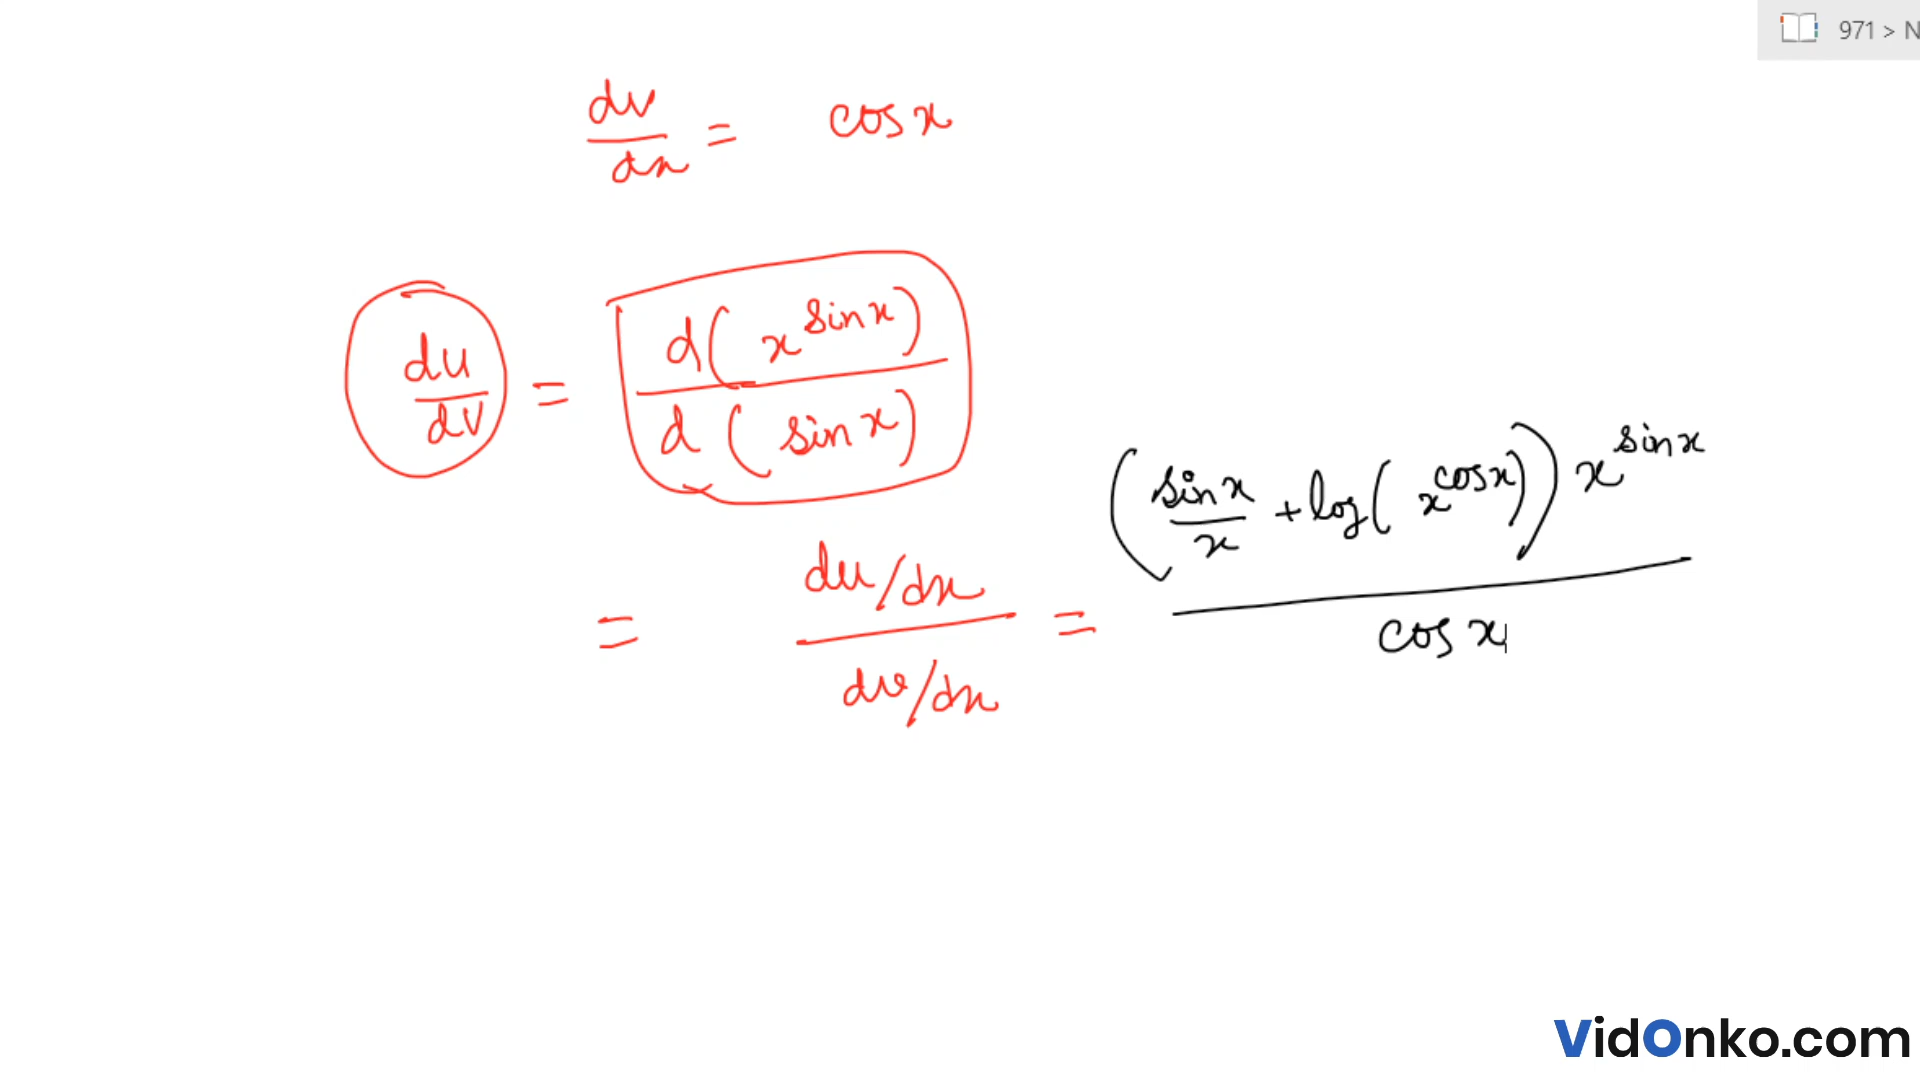 971 > N
dv/dx = cos x
du/dv = d( x^sin x ) / d ( sin x )
= du/dx / dv/dx = ( sin x / x + log( x^cos x ) ) x^sin x / cos x
VidOnko.com